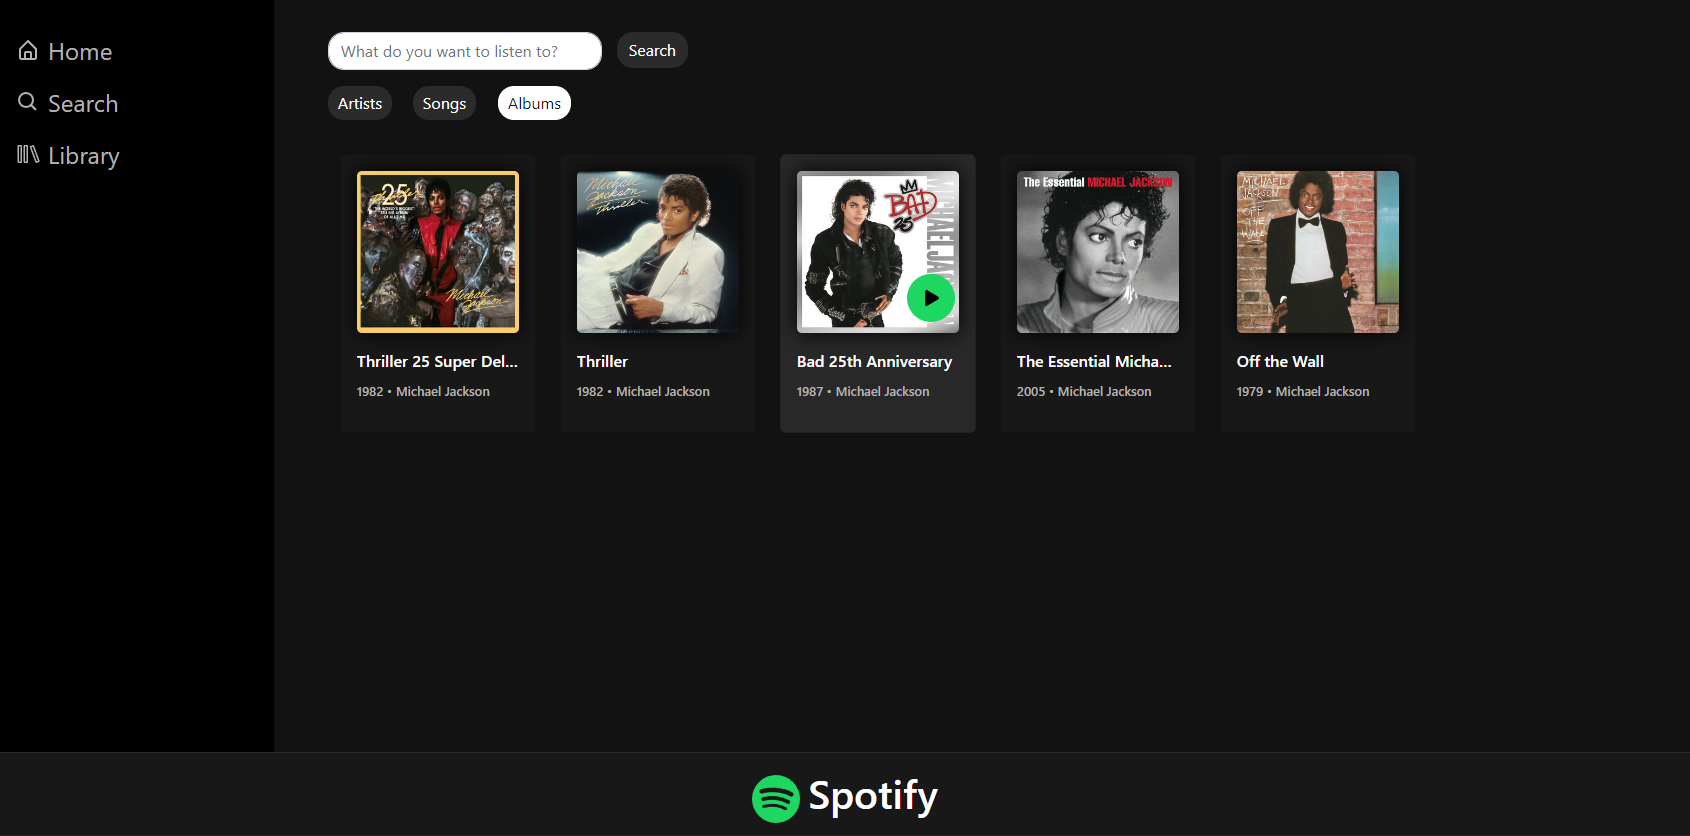 Home
Search
Library
What do you want to listen to?
Search
Artists
Songs
Albums
25
Michael
Jackson
Michael
Jackson
Thriller
BAD
25
MICHAEL JA
The Essential MICHAEL JACKSON
MICHAEL
JACKSON
OFF
THE
WALL
Thriller 25 Super Del...
1982 • Michael Jackson
Thriller
1982 • Michael Jackson
Bad 25th Anniversary
1987 • Michael Jackson
The Essential Micha...
2005 • Michael Jackson
Off the Wall
1979 • Michael Jackson
Spotify